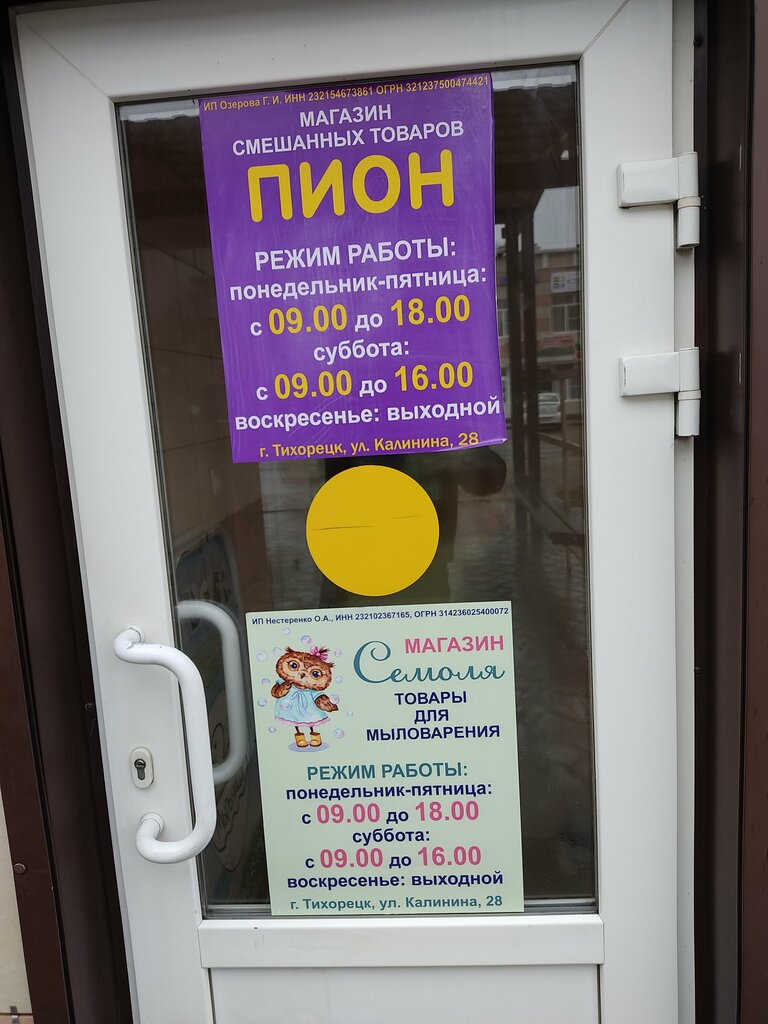 ИП Озерова Г. И. ИНН 232154673861 ОГРН 321237500474421
МАГАЗИН
СМЕШАННЫХ ТОВАРОВ
ПИОН
РЕЖИМ РАБОТЫ:
понедельник-пятница:
с 09.00 до 18.00
суббота:
с 09.00 до 16.00
воскресенье: выходной
г. Тихорецк, ул. Калинина, 28
ИП Нестеренко О.А., ИНН 232102367165, ОГРН 314236025400072
МАГАЗИН
Семоля
ТОВАРЫ
ДЛЯ
МЫЛОВАРЕНИЯ
РЕЖИМ РАБОТЫ:
понедельник-пятница:
с 09.00 до 18.00
суббота:
с 09.00 до 16.00
воскресенье: выходной
г. Тихорецк, ул. Калинина, 28